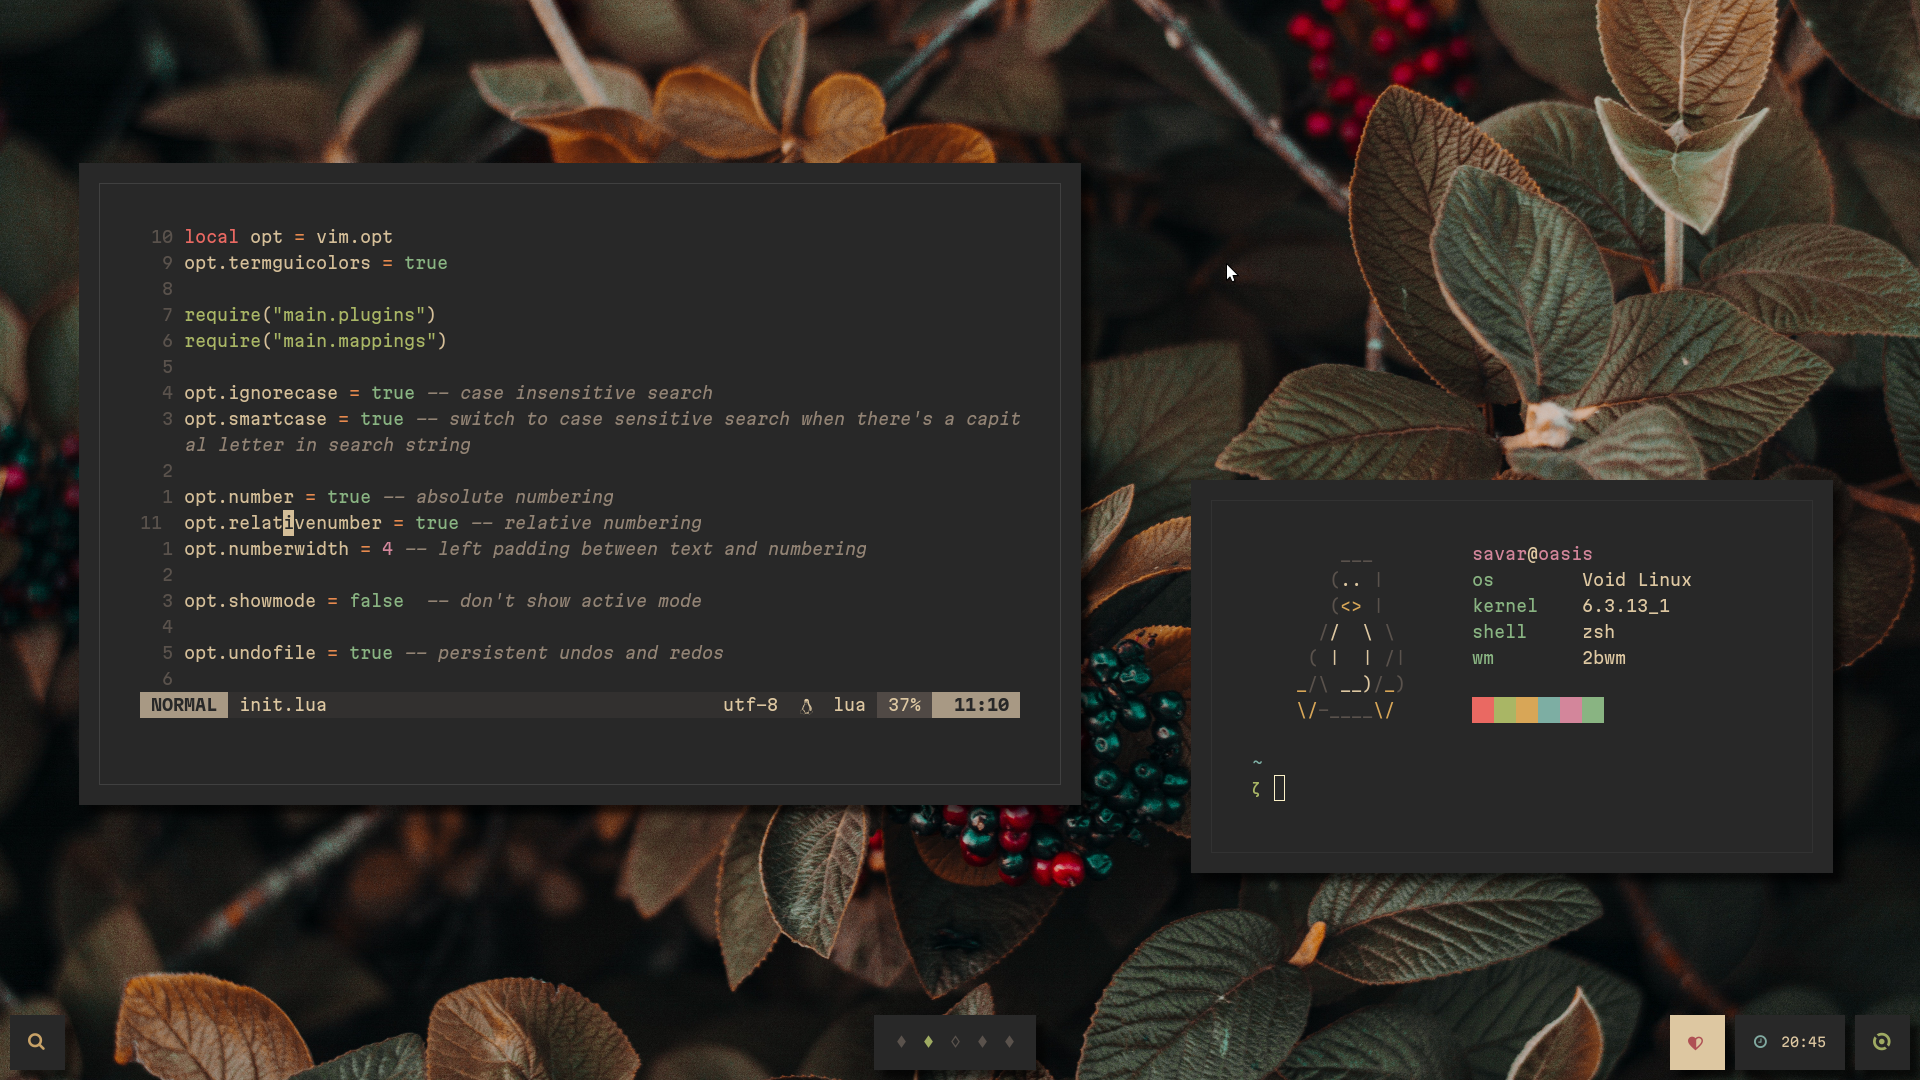 10 local opt = vim.opt
9 opt.termguicolors = true
8
7 require("main.plugins")
6 require("main.mappings")
5
4 opt.ignorecase = true -- case insensitive search
3 opt.smartcase = true -- switch to case sensitive search when there's a capit
al letter in search string
2
1 opt.number = true -- absolute numbering
11 opt.relativenumber = true -- relative numbering
1 opt.numberwidth = 4 -- left padding between text and numbering
2
3 opt.showmode = false  -- don't show active mode
4
5 opt.undofile = true -- persistent undos and redos
6
NORMAL init.lua utf-8 lua 37% 11:10
savar@oasis
os Void Linux
kernel 6.3.13_1
shell zsh
wm 2bwm
~
ζ
20:45